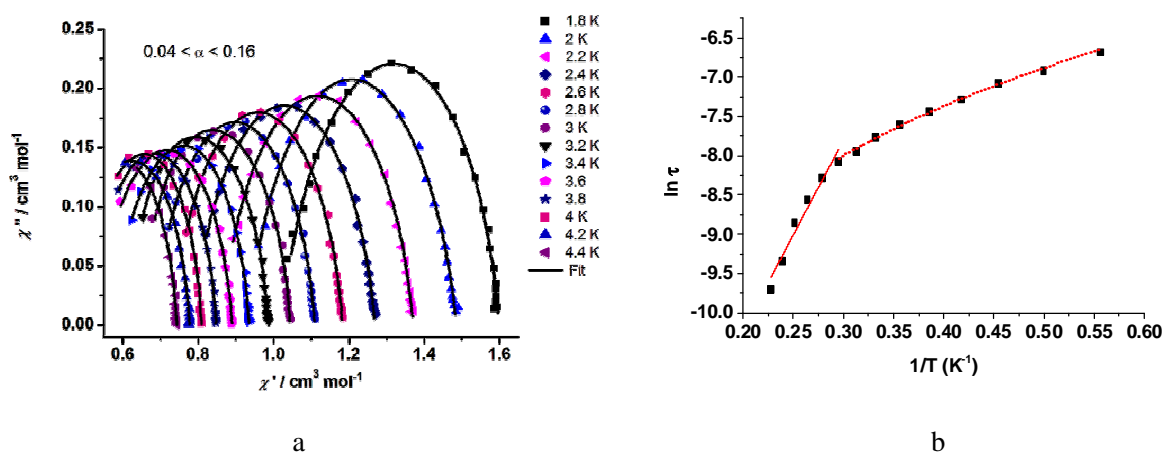 0.25
0.20
0.15
0.10
0.05
0.00
χ'' / cm³ mol⁻¹
0.04 < α < 0.16
0.6 0.8 1.0 1.2 1.4 1.6
χ' / cm³ mol⁻¹
1.8 K
2 K
2.2 K
2.4 K
2.6 K
2.8 K
3 K
3.2 K
3.4 K
3.6
3.8
4 K
4.2 K
4.4 K
Fit
a
-6.5
-7.0
-7.5
-8.0
-8.5
-9.0
-9.5
-10.0
ln τ
0.20 0.25 0.30 0.35 0.40 0.45 0.50 0.55 0.60
1/T (K⁻¹)
b